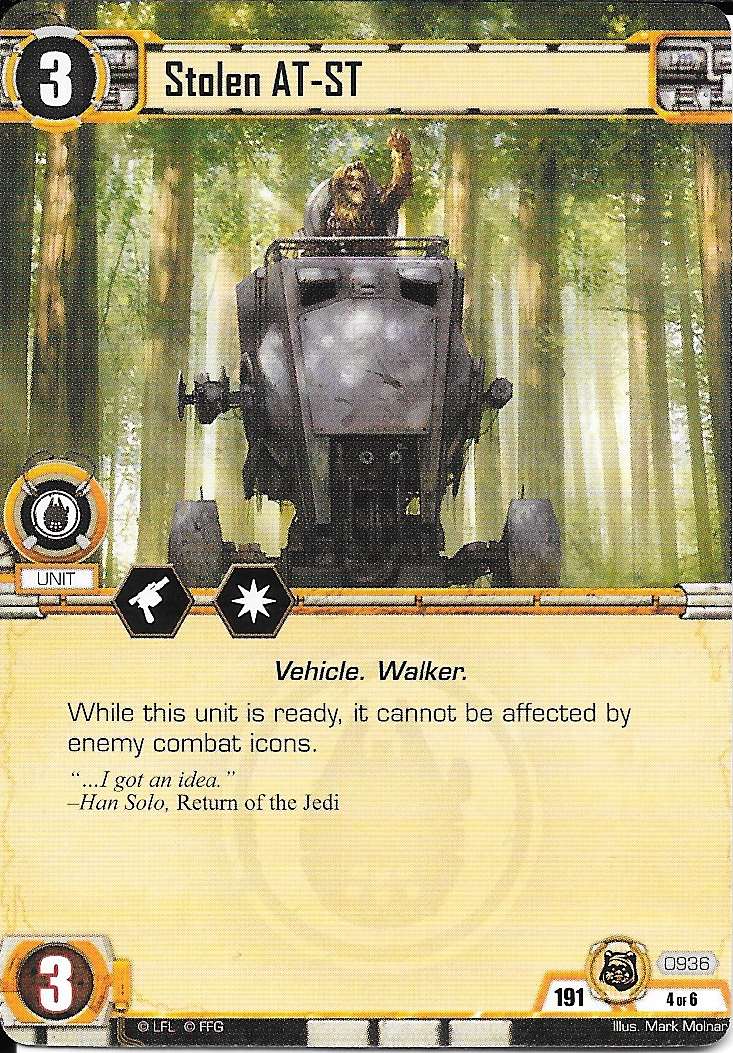 3
Stolen AT-ST
UNIT
Vehicle. Walker.
While this unit is ready, it cannot be affected by
enemy combat icons.
“...I got an idea.”
–Han Solo, Return of the Jedi
3
0936
191
4 OF 6
© LFL © FFG
Illus. Mark Molnar